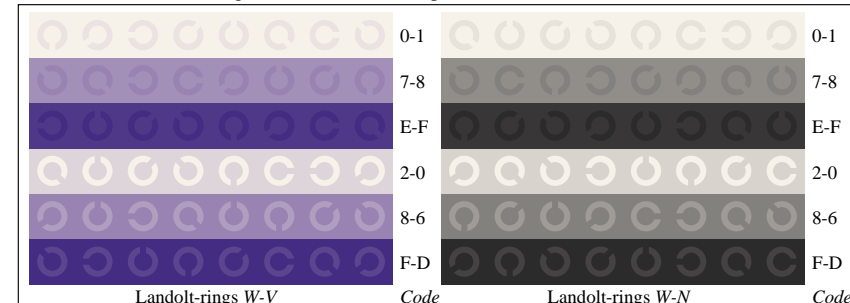 0-1 0-1
7-8 7-8
E-F E-F
2-0 2-0
8-6 8-6
F-D F-D
Landolt-rings W-V Code Landolt-rings W-N Code